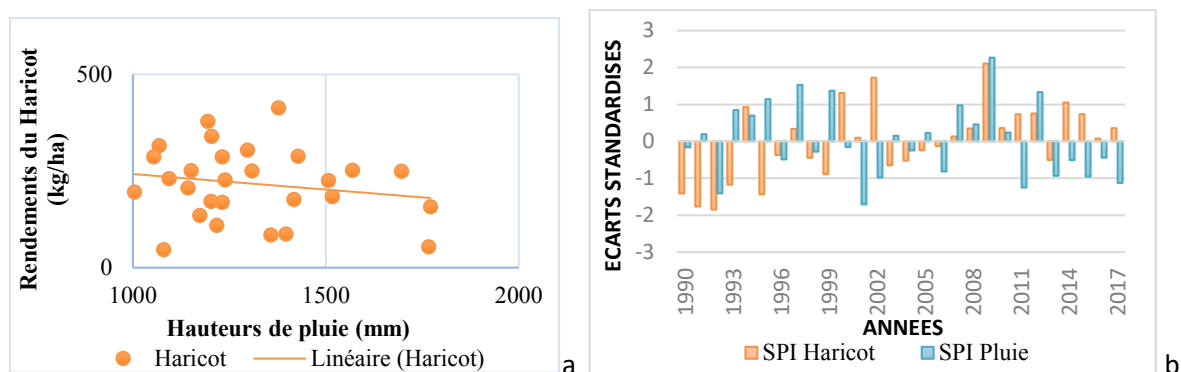 Rendements du Haricot
(kg/ha)
500
0
1000 1500 2000
Hauteurs de pluie (mm)
Haricot Linéaire (Haricot)
a
ECARTS STANDARDISES
3
2
1
0
-1
-2
-3
1990 1993 1996 1999 2002 2005 2008 2011 2014 2017
ANNEES
SPI Haricot SPI Pluie
b